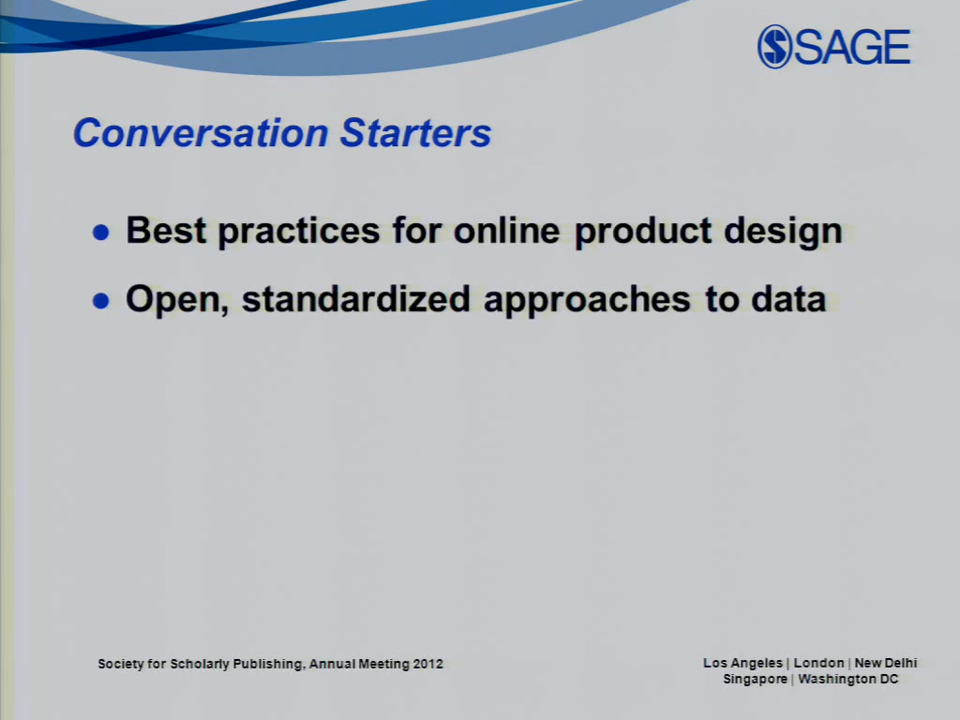 SAGE
Conversation Starters
● Best practices for online product design
● Open, standardized approaches to data
Society for Scholarly Publishing, Annual Meeting 2012
Los Angeles | London | New Delhi
Singapore | Washington DC